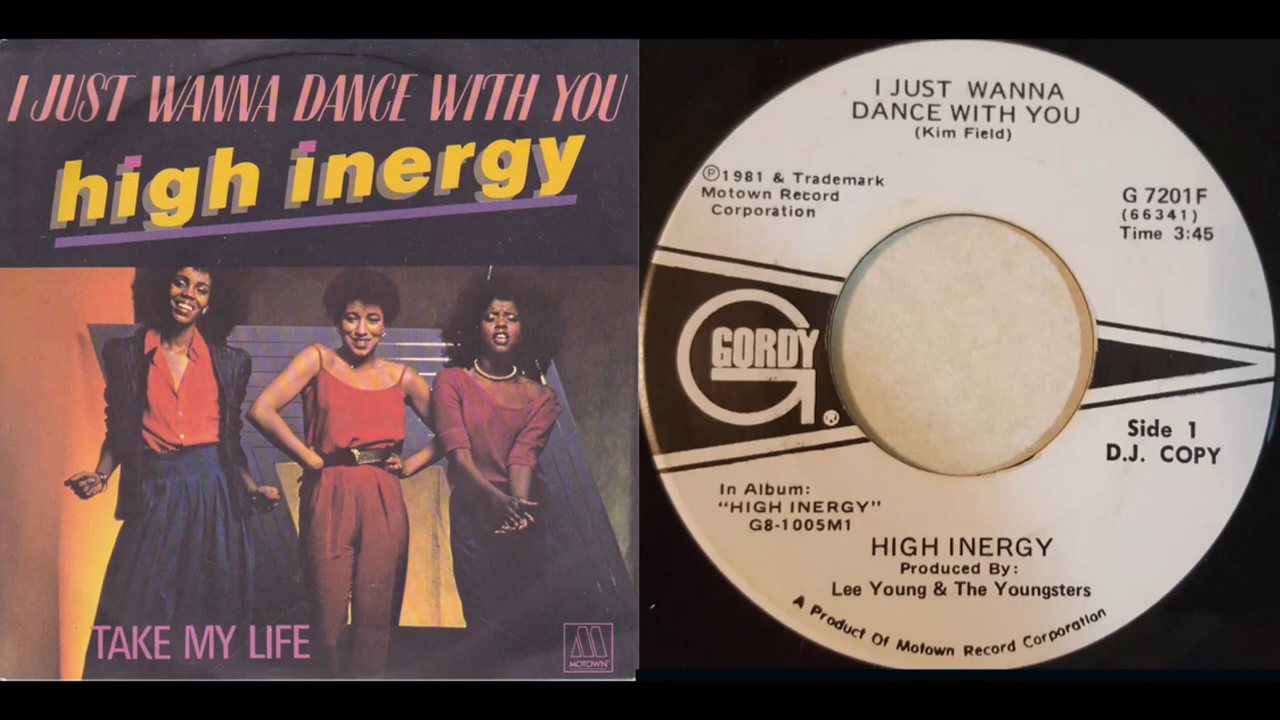 I JUST WANNA DANCE WITH YOU
high inergy
TAKE MY LIFE
MOTOWN
I JUST WANNA
DANCE WITH YOU
(Kim Field)
Ⓟ1981 & Trademark
Motown Record
Corporation
G 7201F
(66341)
Time 3:45
GORDY
G
®
Side 1
D.J. COPY
In Album:
"HIGH INERGY"
G8-1005M1
HIGH INERGY
Produced By:
Lee Young & The Youngsters
A Product Of Motown Record Corporation